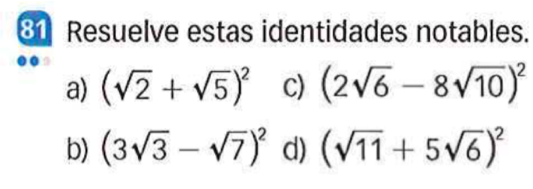 81 Resuelve estas identidades notables.
a) (√2 + √5)² c) (2√6 − 8√10)²
b) (3√3 − √7)² d) (√11 + 5√6)²